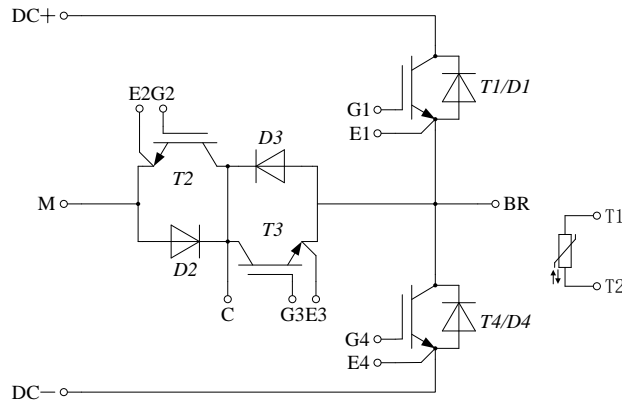 DC+
T1/D1
E2G2
G1
D3
E1
T2
M
BR
T3
T1
D2
T2
C
G3E3
G4
T4/D4
E4
DC−